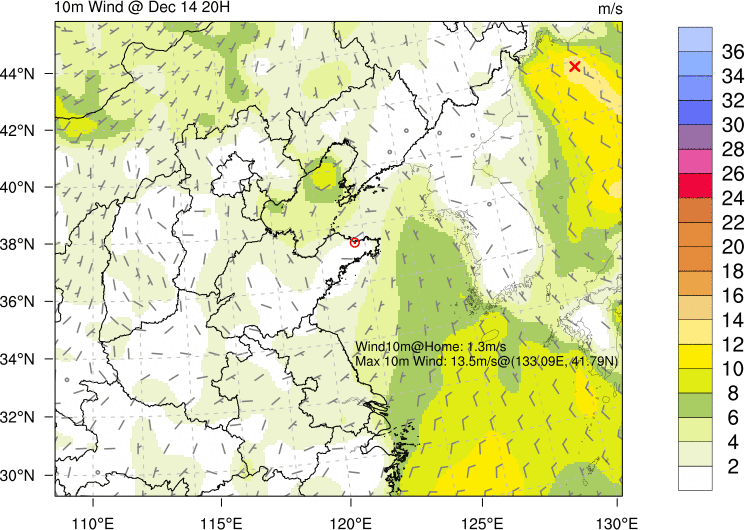 10m Wind @ Dec 14 20H
m/s
44°N
42°N
40°N
38°N
36°N
34°N
32°N
30°N
Wind10m@Home: 1.3m/s
Max 10m Wind: 13.5m/s@(133.09E, 41.79N)
110°E
115°E
120°E
125°E
130°E
36
34
32
30
28
26
24
22
20
18
16
14
12
10
8
6
4
2